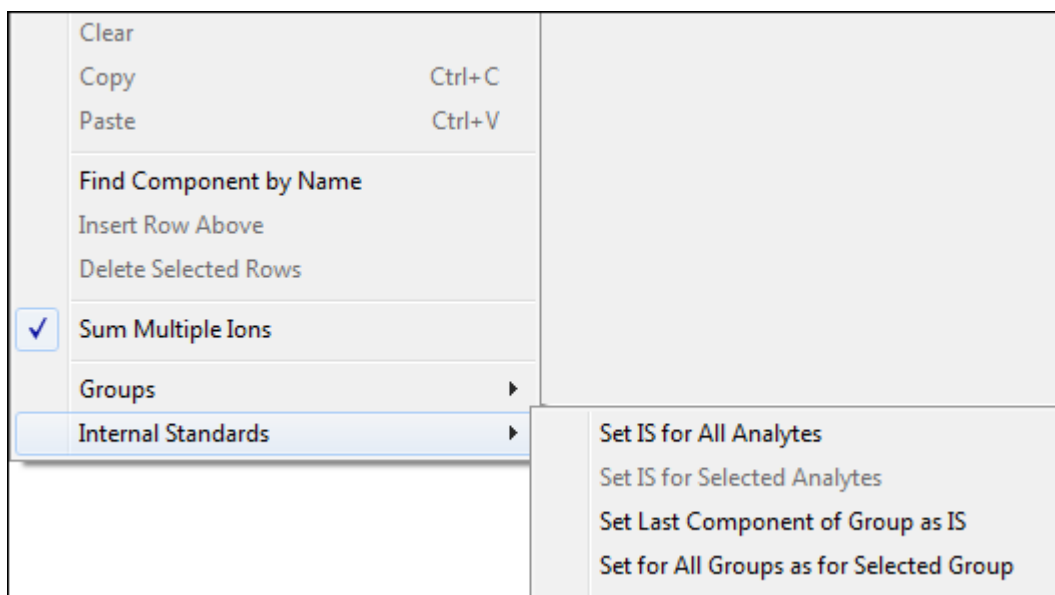 Clear
Copy Ctrl+C
Paste Ctrl+V
Find Component by Name
Insert Row Above
Delete Selected Rows
Sum Multiple Ions
Groups
Internal Standards
Set IS for All Analytes
Set IS for Selected Analytes
Set Last Component of Group as IS
Set for All Groups as for Selected Group